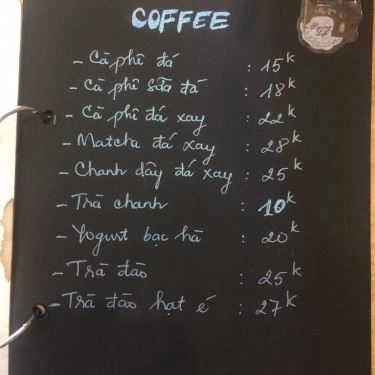 COFFEE
- Cà phê đá : 15k
- Cà phê sữa đá : 18k
- Cà phê đá xay : 22k
- Matcha đá xay : 28k
- Chanh dây đá xay : 25k
- Trà chanh : 10k
- Yogurt bạc hà : 20k
- Trà đào : 25k
- Trà đào hạt é : 27k